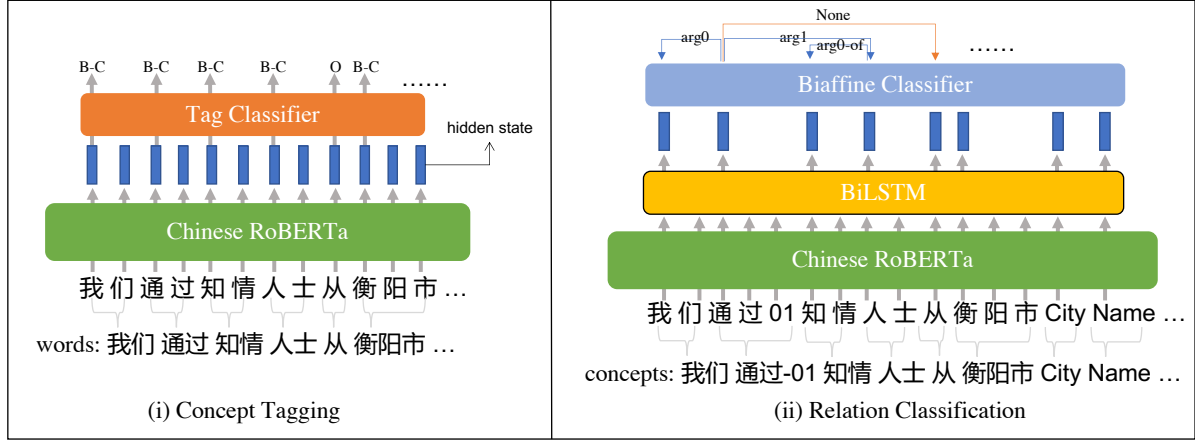 B-C B-C B-C B-C O B-C ……
Tag Classifier
hidden state
Chinese RoBERTa
我 们 通 过 知 情 人 士 从 衡 阳 市 …
words: 我们 通过 知情 人士 从 衡阳市 …
(i) Concept Tagging
None
arg0 arg1 arg0-of ……
Biaffine Classifier
BiLSTM
Chinese RoBERTa
我 们 通 过 01 知 情 人 士 从 衡 阳 市 City Name …
concepts: 我们 通过-01 知情 人士 从 衡阳市 City Name …
(ii) Relation Classification